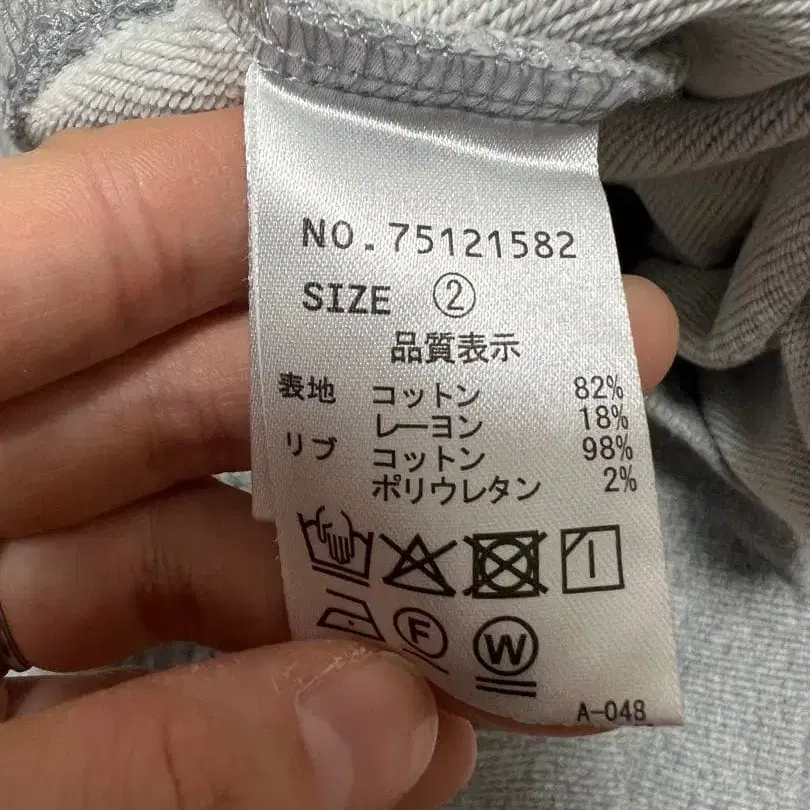 NO.75121582
SIZE ②
品質表示
表地 コットン 82%
レーヨン 18%
リブ コットン 98%
ポリウレタン 2%
F W
A-048